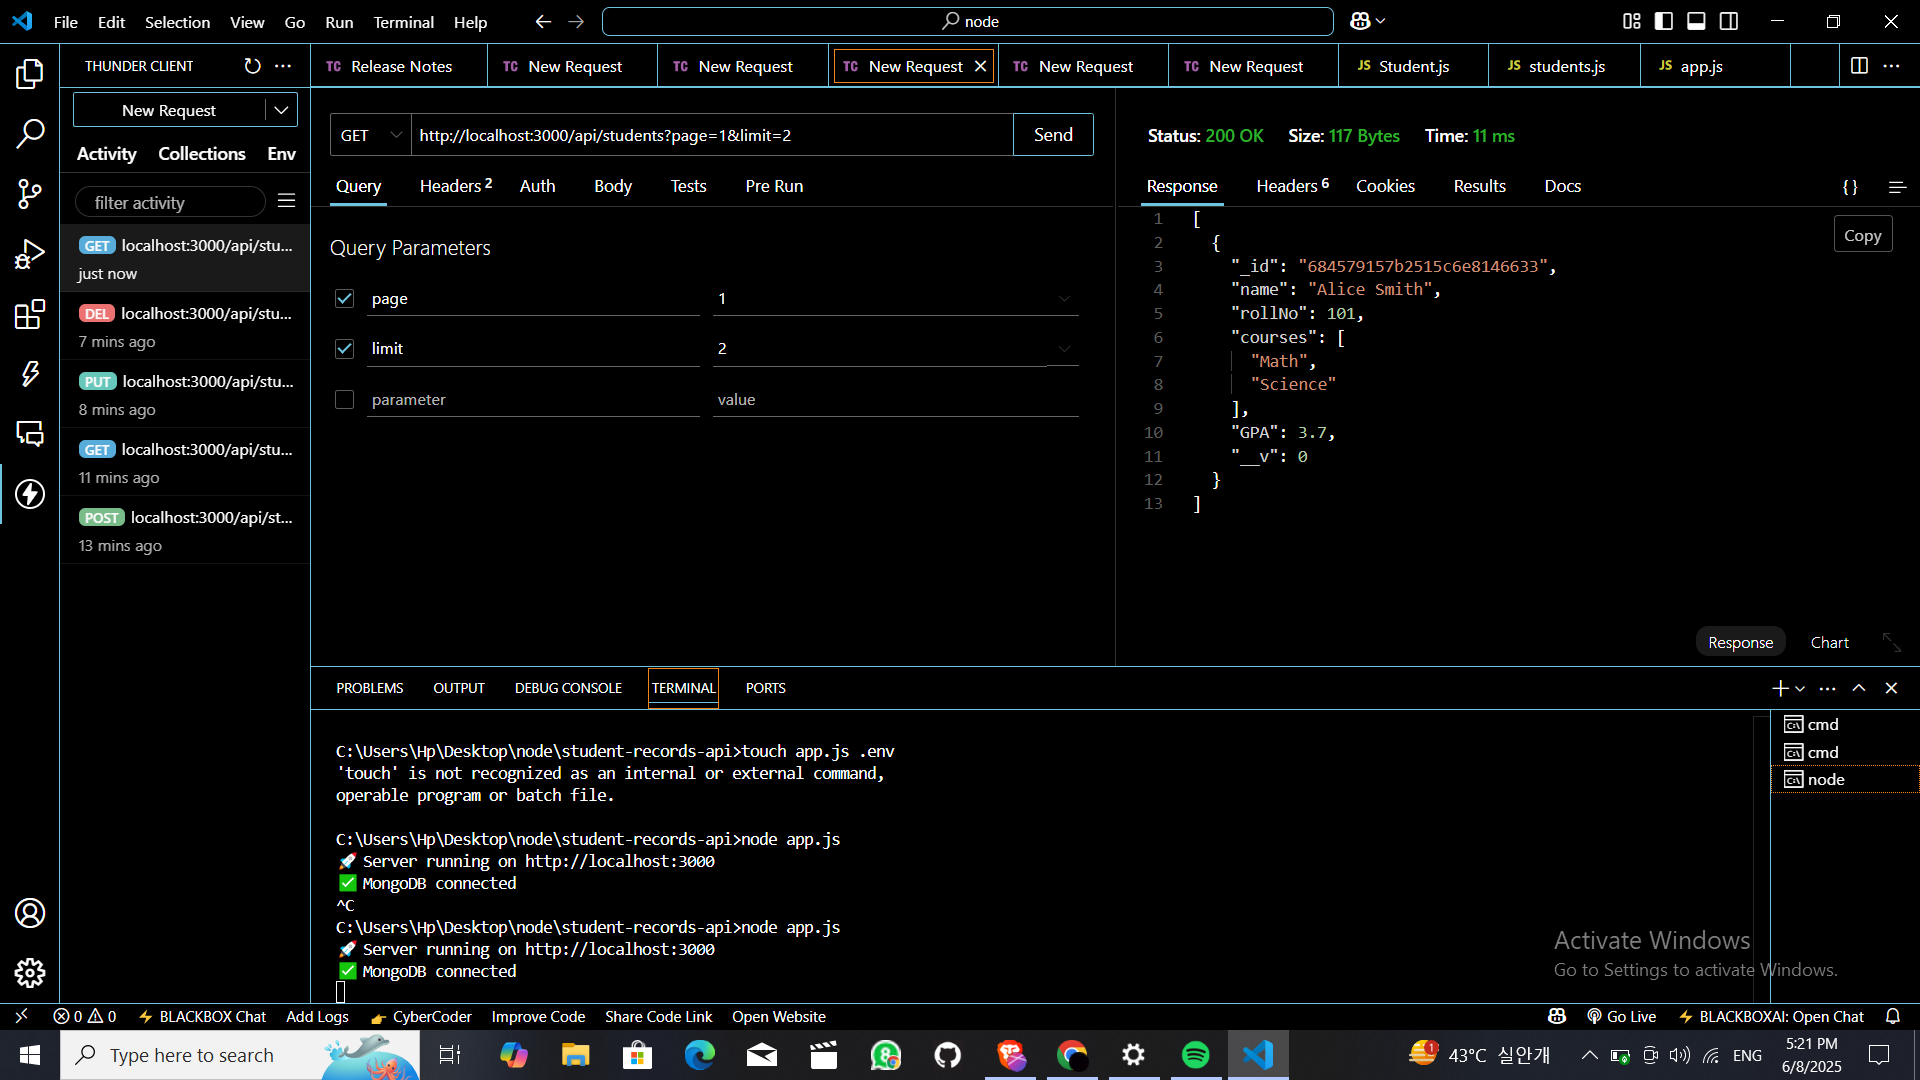 File Edit Selection View Go Run Terminal Help
node
THUNDER CLIENT
TC Release Notes
TC New Request
TC New Request
TC New Request
TC New Request
TC New Request
JS Student.js
JS students.js
JS app.js
New Request
Activity Collections Env
filter activity
GET localhost:3000/api/stu...
just now
DEL localhost:3000/api/stu...
7 mins ago
PUT localhost:3000/api/stu...
8 mins ago
GET localhost:3000/api/stu...
11 mins ago
POST localhost:3000/api/st...
13 mins ago
GET http://localhost:3000/api/students?page=1&limit=2 Send
Query Headers 2 Auth Body Tests Pre Run
Query Parameters
page 1
limit 2
parameter value
Status: 200 OK Size: 117 Bytes Time: 11 ms
Response Headers 6 Cookies Results Docs {}
Copy
1 [
2 {
3 "_id": "684579157b2515c6e8146633",
4 "name": "Alice Smith",
5 "rollNo": 101,
6 "courses": [
7 "Math",
8 "Science"
9 ],
10 "GPA": 3.7,
11 "__v": 0
12 }
13 ]
Response Chart
PROBLEMS OUTPUT DEBUG CONSOLE TERMINAL PORTS
C:\Users\Hp\Desktop\node\student-records-api>touch app.js .env
'touch' is not recognized as an internal or external command,
operable program or batch file.
C:\Users\Hp\Desktop\node\student-records-api>node app.js
🚀 Server running on http://localhost:3000
✅ MongoDB connected
^C
C:\Users\Hp\Desktop\node\student-records-api>node app.js
🚀 Server running on http://localhost:3000
✅ MongoDB connected
cmd
cmd
node
Activate Windows
Go to Settings to activate Windows.
0 0 BLACKBOX Chat Add Logs CyberCoder Improve Code Share Code Link Open Website
Go Live BLACKBOXAI: Open Chat
Type here to search
1 43°C 실안개 ENG
5:21 PM
6/8/2025